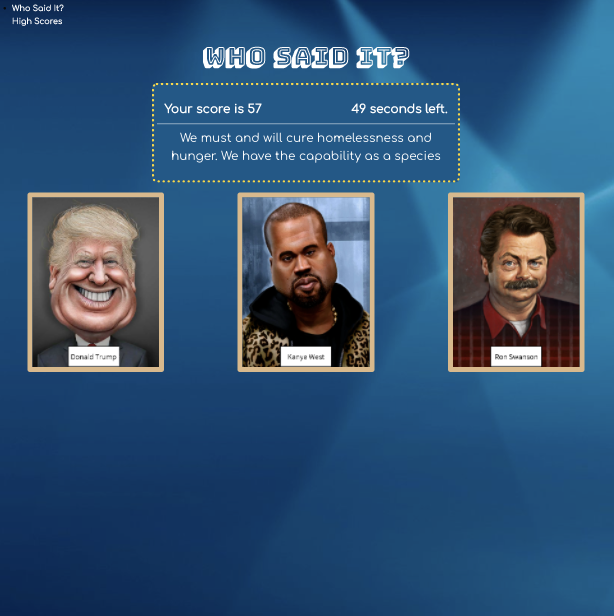 Who Said It?
High Scores
WHO SAID IT?
Your score is 57
49 seconds left.
We must and will cure homelessness and
hunger. We have the capability as a species
Donald Trump
Kanye West
Ron Swanson